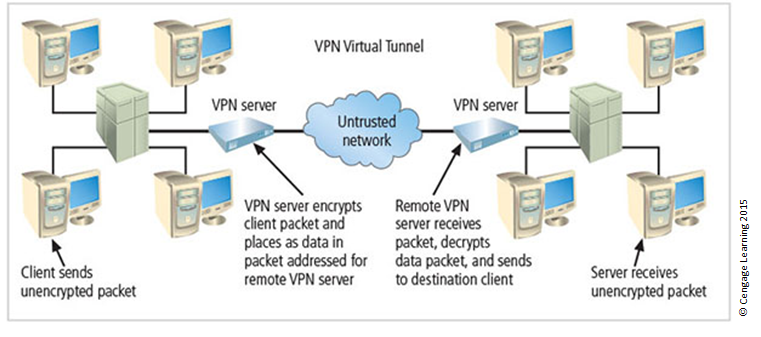 VPN Virtual Tunnel
VPN server
Untrusted
network
VPN server
VPN server encrypts
client packet and
places as data in
packet addressed for
remote VPN server
Remote VPN
server receives
packet, decrypts
data packet, and sends
to destination client
Client sends
unencrypted packet
Server receives
unencrypted packet
© Cengage Learning 2015